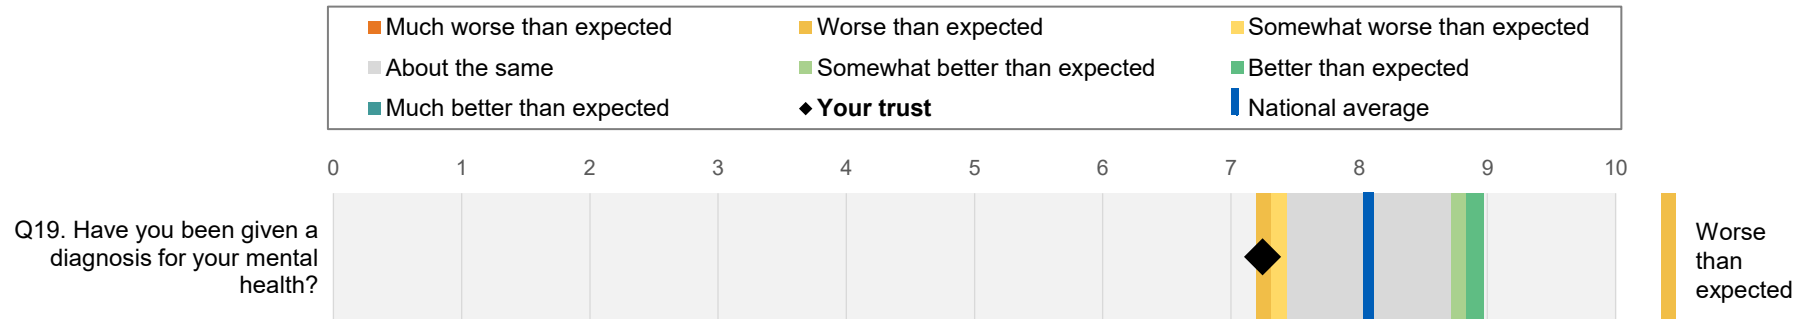 Much worse than expected
Worse than expected
Somewhat worse than expected
About the same
Somewhat better than expected
Better than expected
Much better than expected
Your trust
National average
0 1 2 3 4 5 6 7 8 9 10
Q19. Have you been given a
diagnosis for your mental
health?
Worse
than
expected